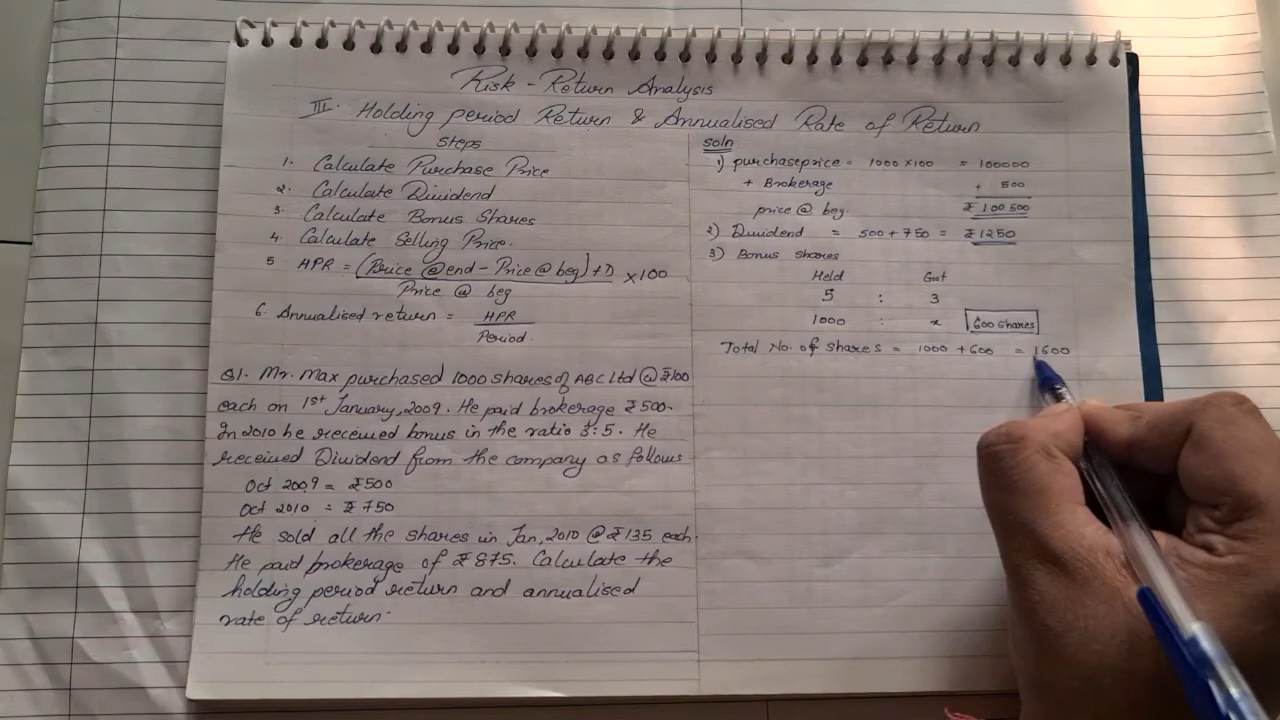 Risk - Return Analysis
III. Holding period Return & Annualised Rate of Return
Steps
1. Calculate Purchase Price
2. Calculate Dividend
3. Calculate Bonus Shares
4. Calculate Selling Price.
5 HPR = (Price @ end - Price @ beg) + D × 100
Price @ beg
6. Annualised return = HPR
Period.
Q1. Mr. Max purchased 1000 shares of ABC Ltd @ ₹100
each on 1st January, 2009. He paid brokerage ₹500.
In 2010 he received bonus in the ratio 3:5. He
received Dividend from the company as follows
Oct 2009 = ₹500
Oct 2010 = ₹750
He sold all the shares in Jan, 2010 @ ₹135 each.
He paid brokerage of ₹875. Calculate the
holding period return and annualised
rate of return.
Soln
1) purchase price = 1000 × 100 = 100000
+ Brokerage + 500
price @ beg. ₹ 100 500
2) Dividend = 500 + 750 = ₹1250
3) Bonus shares
Held Got
5 : 3
1000 : x 600 shares
Total No. of shares = 1000 + 600 = 1600